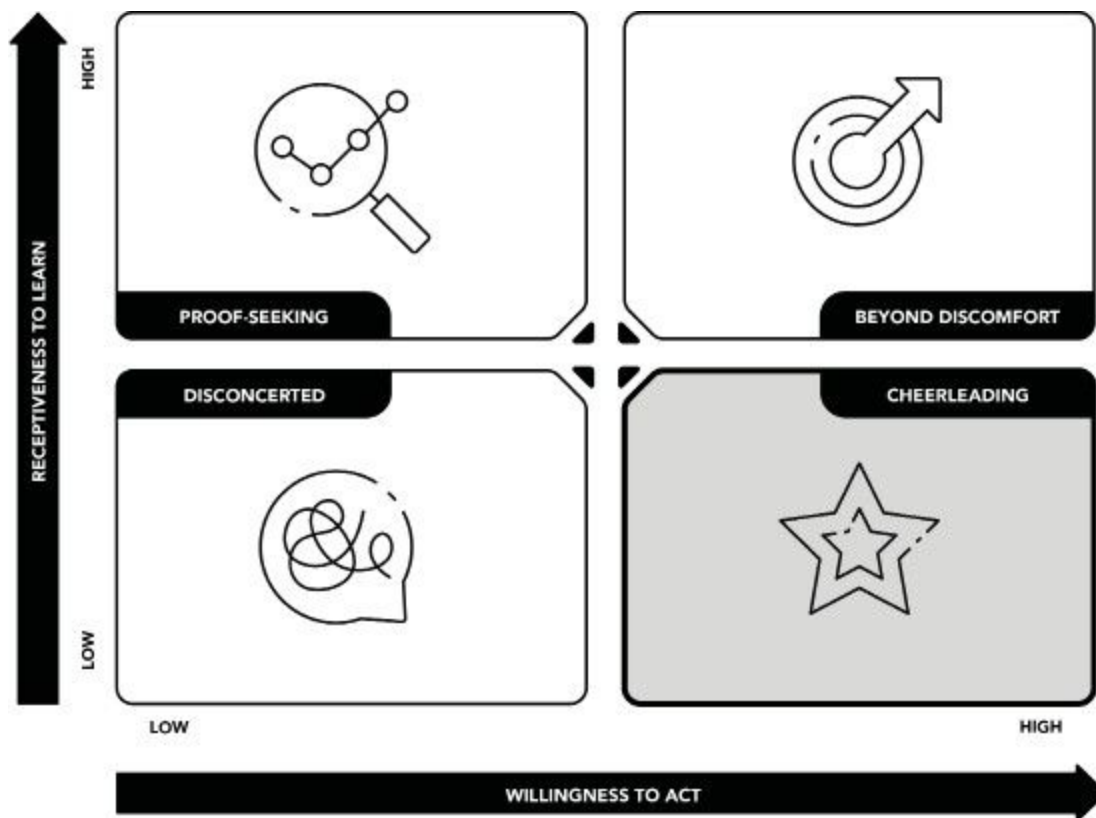 HIGH
RECEPTIVENESS TO LEARN
LOW
PROOF-SEEKING
BEYOND DISCOMFORT
DISCONCERTED
CHEERLEADING
LOW
HIGH
WILLINGNESS TO ACT